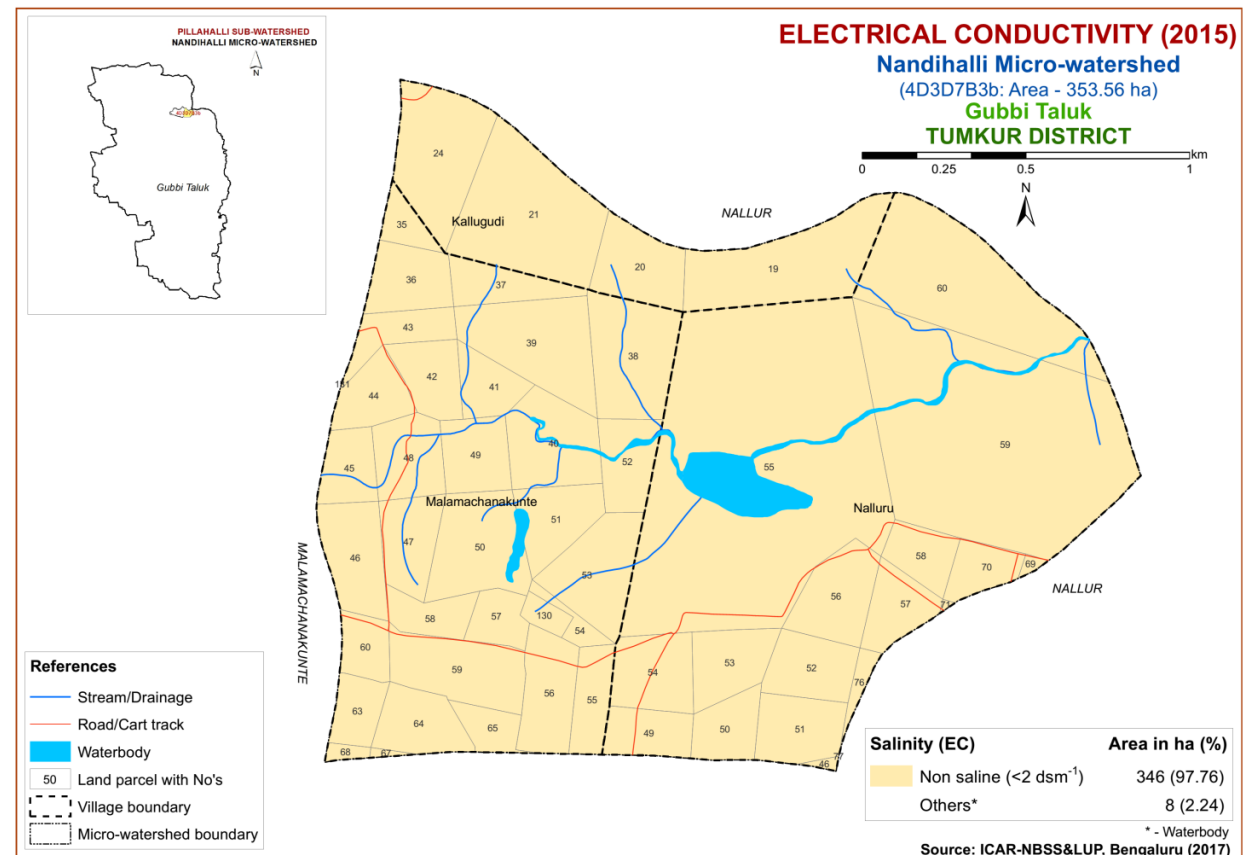 PILLAHALLI SUB-WATERSHED
NANDIHALLI MICRO-WATERSHED
N
Gubbi Taluk
ELECTRICAL CONDUCTIVITY (2015)
Nandihalli Micro-watershed
(4D3D7B3b: Area - 353.56 ha)
Gubbi Taluk
TUMKUR DISTRICT
km
0 0.25 0.5 1
N
24
21
35
Kallugudi
NALLUR
20
19
36
37
60
43
39
38
42
41
44
45
48
49
40
52
55
59
Malamachanakunte
Nalluru
51
50
47
46
53
58
70
69
NALLUR
MALAMACHANAKUNTE
58
57
130
54
56
57
71
60
59
56
55
54
53
52
76
63
64
65
49
50
51
68
67
46
References
Stream/Drainage
Road/Cart track
Waterbody
50 Land parcel with No's
Village boundary
Micro-watershed boundary
Salinity (EC) Area in ha (%)
Non saline (<2 dsm-1) 346 (97.76)
Others* 8 (2.24)
* - Waterbody
Source: ICAR-NBSS&LUP, Bengaluru (2017)